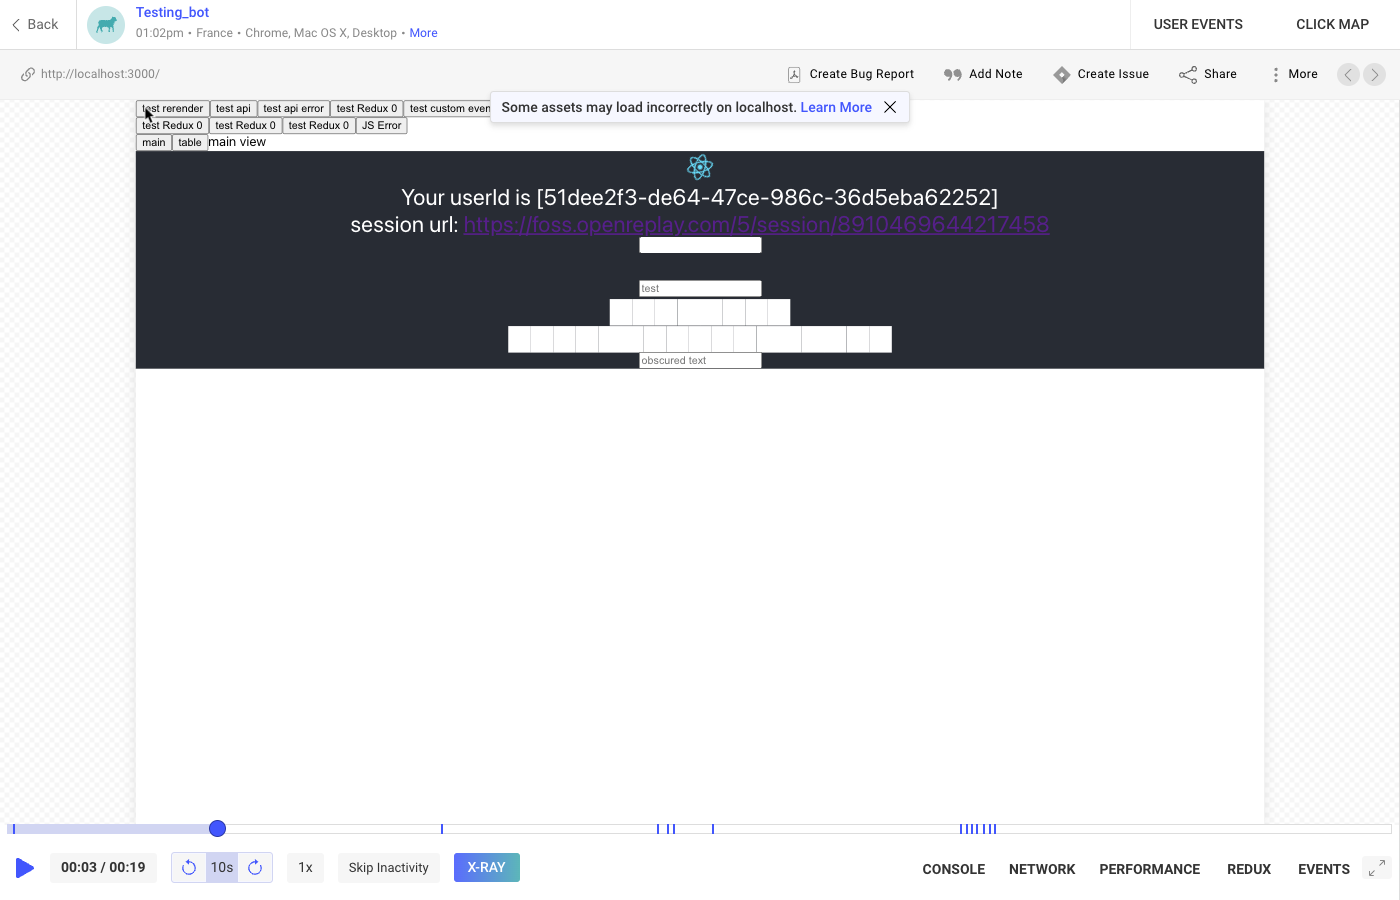 Back
Testing_bot
01:02pm • France • Chrome, Mac OS X, Desktop • More
USER EVENTS
CLICK MAP
http://localhost:3000/
Create Bug Report
Add Note
Create Issue
Share
More
Some assets may load incorrectly on localhost. Learn More
test rerender test api test api error test Redux 0 test custom even
test Redux 0 test Redux 0 test Redux 0 JS Error
main table main view
Your userId is [51dee2f3-de64-47ce-986c-36d5eba62252]
session url: https://foss.openreplay.com/5/session/8910469644217458
test
obscured text
00:03 / 00:19
10s
1x
Skip Inactivity
X-RAY
CONSOLE
NETWORK
PERFORMANCE
REDUX
EVENTS